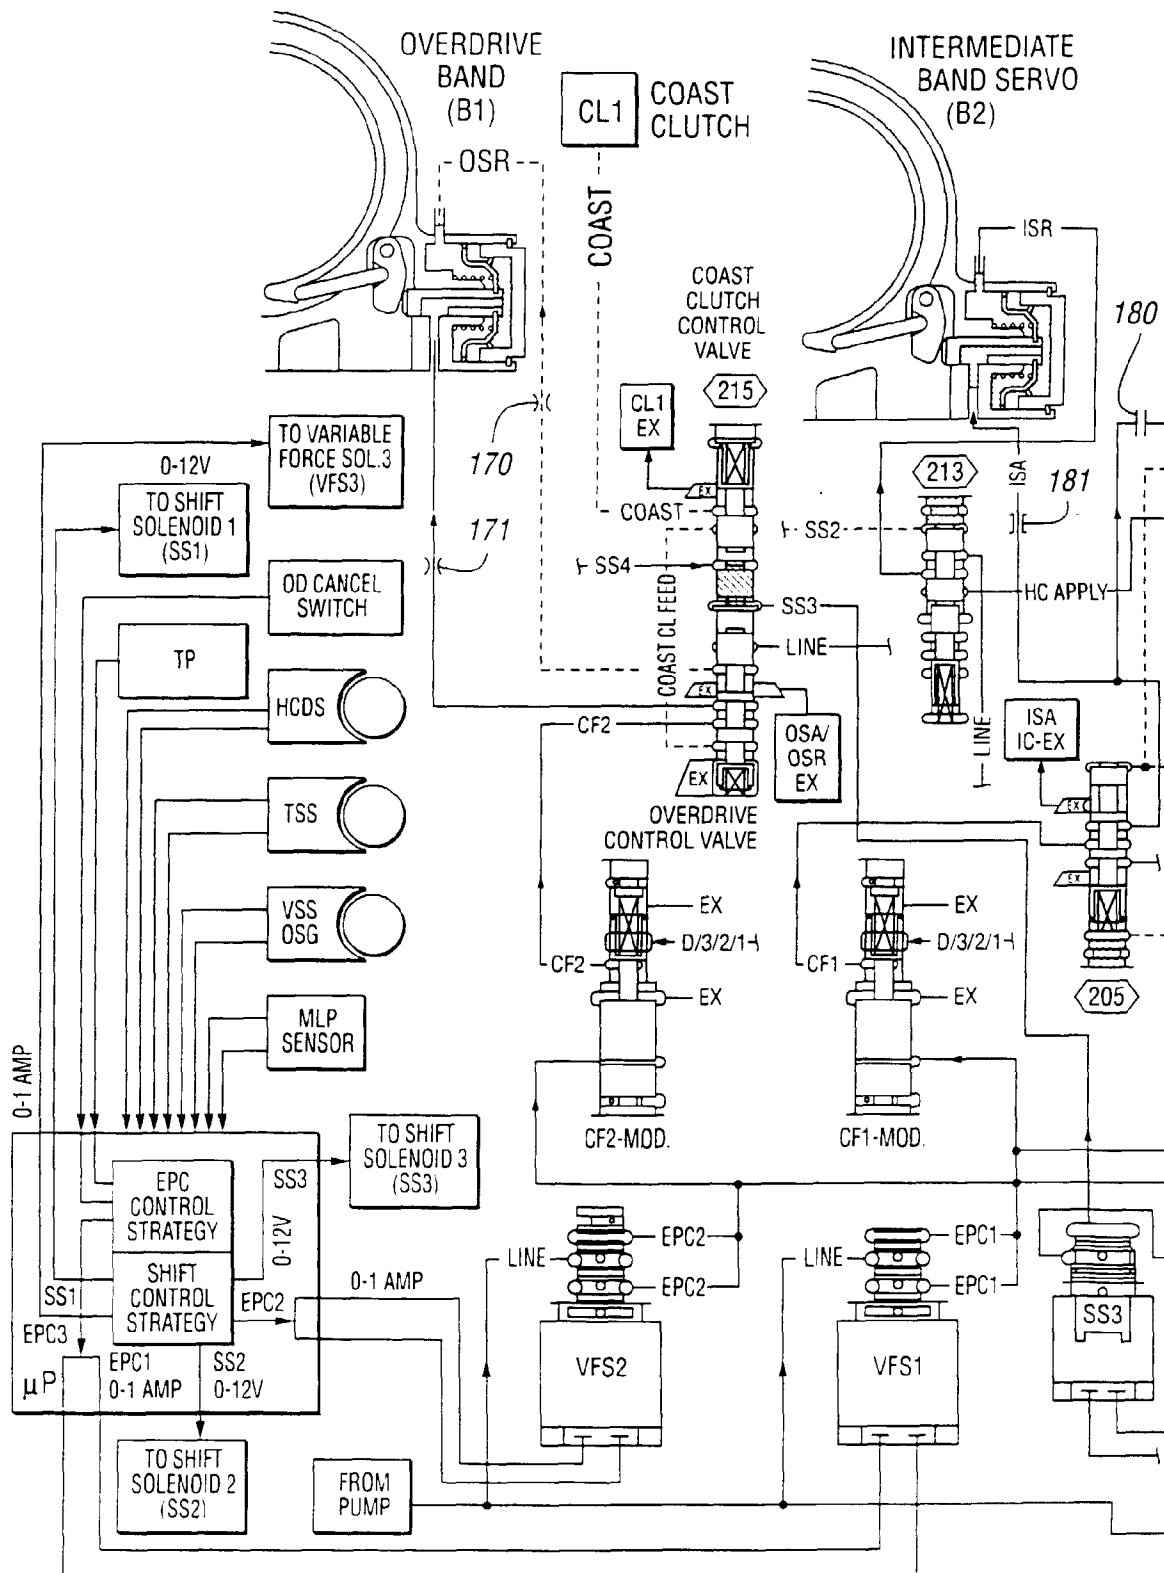 OVERDRIVE
BAND
(B1)
INTERMEDIATE
BAND SERVO
(B2)
CL1
COAST
CLUTCH
OSR
COAST
ISR
COAST
CLUTCH
CONTROL
VALVE
215
180
CL1
EX
TO VARIABLE
FORCE SOL.3
(VFS3)
0-12V
170
213
ISA
181
TO SHIFT
SOLENOID 1
(SS1)
EX
COAST
171
SS2
OD CANCEL
SWITCH
SS4
SS3
HC APPLY
COAST CL FEED
TP
LINE
HCDS
EX
CF2
OSA/
OSR
EX
LINE
ISA
IC-EX
EX
EX
TSS
OVERDRIVE
CONTROL VALVE
EX
VSS
OSG
EX
EX
D/3/2/1
D/3/2/1
CF2
CF1
EX
EX
205
MLP
SENSOR
0-1 AMP
CF2-MOD.
CF1-MOD.
TO SHIFT
SOLENOID 3
(SS3)
SS3
0-12V
EPC
CONTROL
STRATEGY
SHIFT
CONTROL
STRATEGY
SS1
EPC2
EPC3
0-1 AMP
LINE
EPC2
EPC2
LINE
EPC1
EPC1
SS3
µP
EPC1
0-1 AMP
SS2
0-12V
VFS2
VFS1
TO SHIFT
SOLENOID 2
(SS2)
FROM
PUMP